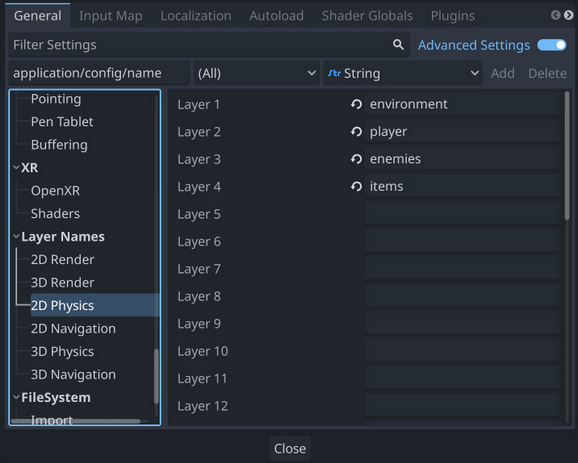 General Input Map Localization Autoload Shader Globals Plugins
Filter Settings Advanced Settings
application/config/name (All) String Add Delete
Pointing
Pen Tablet
Buffering
XR
OpenXR
Shaders
Layer Names
2D Render
3D Render
2D Physics
2D Navigation
3D Physics
3D Navigation
FileSystem
Import
Layer 1 environment
Layer 2 player
Layer 3 enemies
Layer 4 items
Layer 5
Layer 6
Layer 7
Layer 8
Layer 9
Layer 10
Layer 11
Layer 12
Close